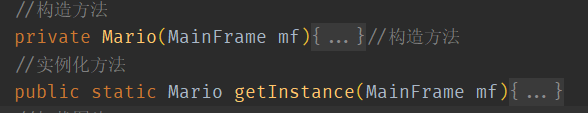 //构造方法
private Mario(MainFrame mf){...}//构造方法
//实例化方法
public static Mario getInstance(MainFrame mf){...}